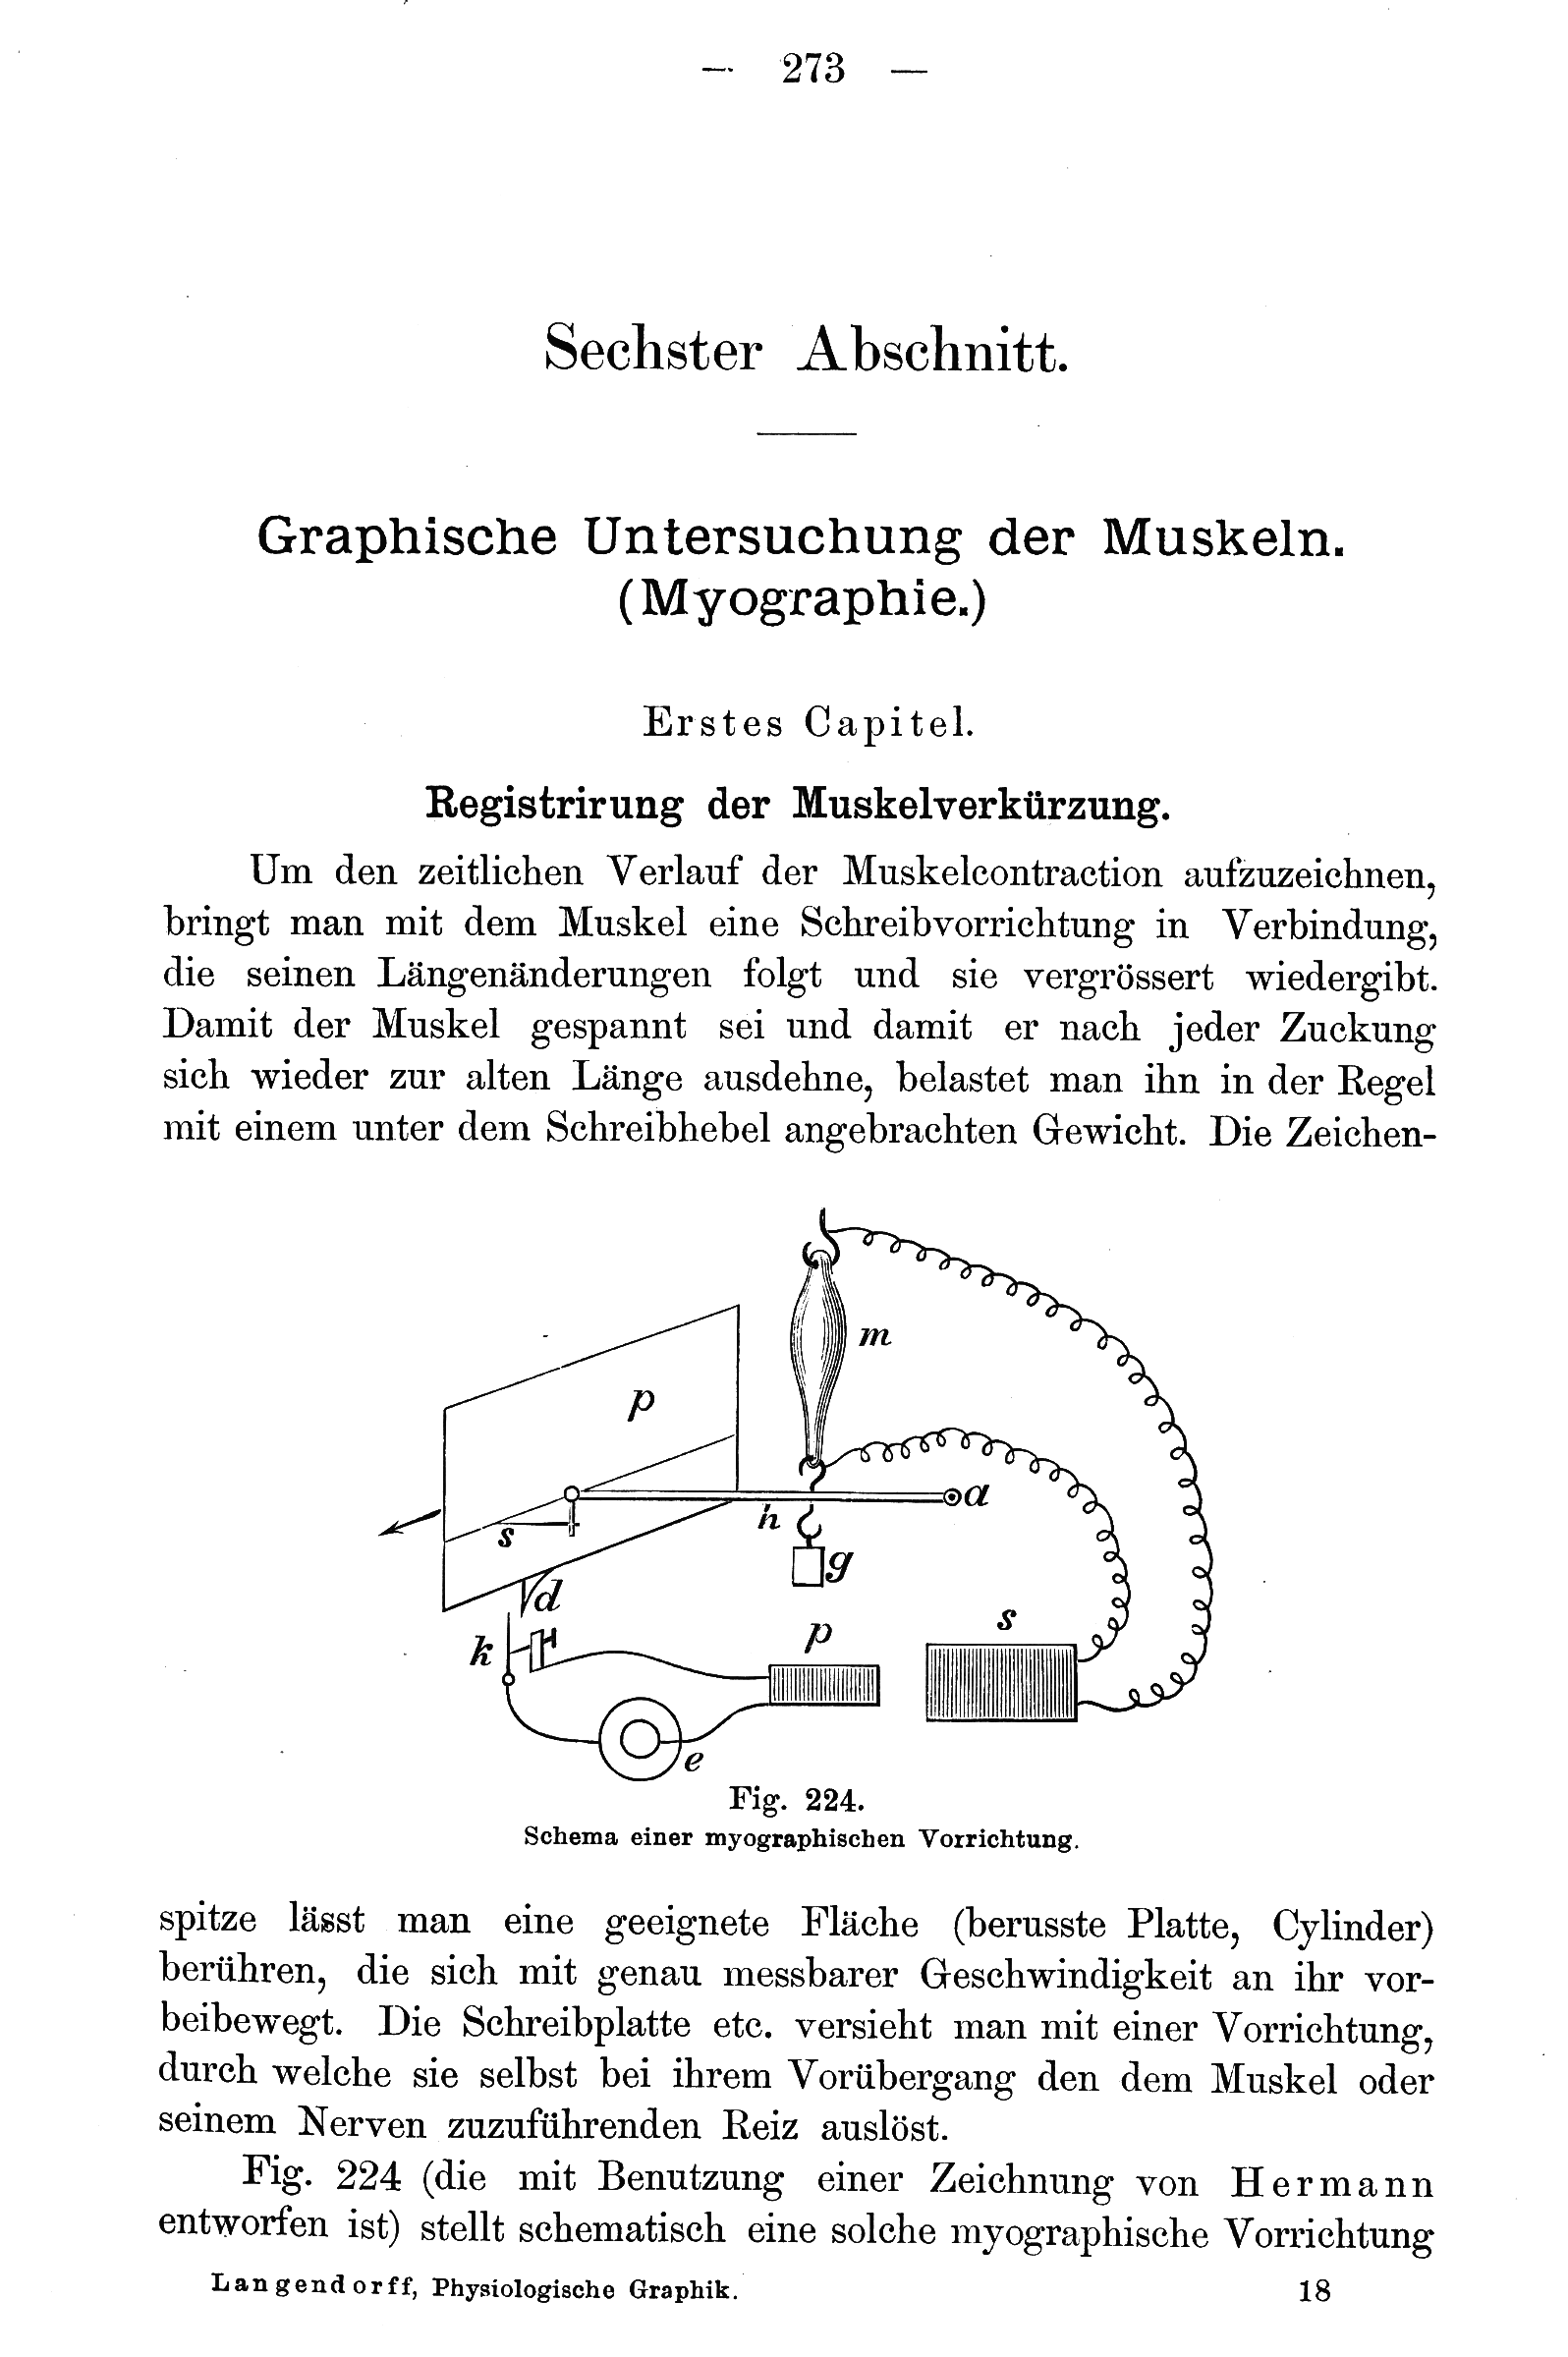 — 273 —
Sechster Abschnitt.
Graphische Untersuchung der Muskeln.
(Myographie.)
Erstes Capitel.
Registrirung der Muskelverkürzung.
Um den zeitlichen Verlauf der Muskelcontraction aufzuzeichnen,
bringt man mit dem Muskel eine Schreibvorrichtung in Verbindung,
die seinen Längenänderungen folgt und sie vergrössert wiedergibt.
Damit der Muskel gespannt sei und damit er nach jeder Zuckung
sich wieder zur alten Länge ausdehne, belastet man ihn in der Regel
mit einem unter dem Schreibhebel angebrachten Gewicht. Die Zeichen-
m
p
a
h
s
g
d
k
p
s
e
Fig. 224.
Schema einer myographischen Vorrichtung.
spitze lässt man eine geeignete Fläche (berusste Platte, Cylinder)
berühren, die sich mit genau messbarer Geschwindigkeit an ihr vor-
beibewegt. Die Schreibplatte etc. versieht man mit einer Vorrichtung,
durch welche sie selbst bei ihrem Vorübergang den dem Muskel oder
seinem Nerven zuzuführenden Reiz auslöst.
Fig. 224 (die mit Benutzung einer Zeichnung von Hermann
entworfen ist) stellt schematisch eine solche myographische Vorrichtung
Langendorff, Physiologische Graphik. 18